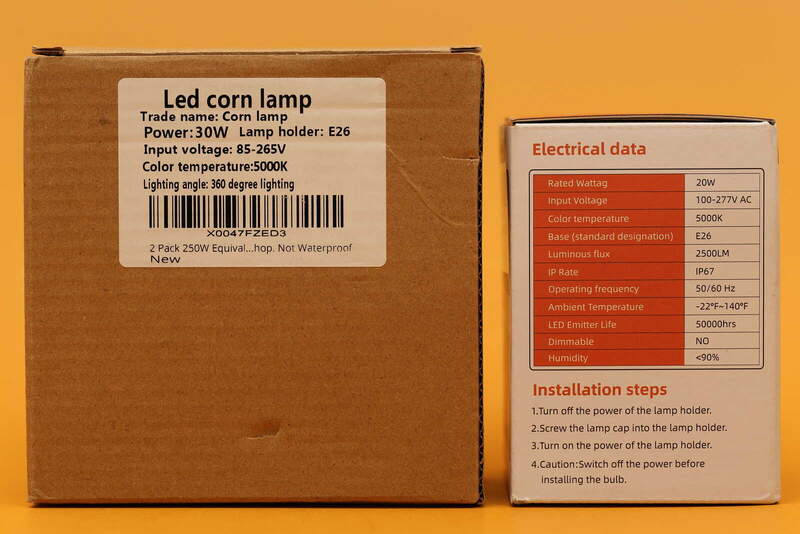 Led corn lamp
Trade name: Corn lamp
Power:30W Lamp holder: E26
Input voltage: 85-265V
Color temperature:5000K
Lighting angle: 360 degree lighting
X0047FZED3
2 Pack 250W Equival...hop. Not Waterproof
New
Electrical data
Rated Wattag 20W
Input Voltage 100-277V AC
Color temperature 5000K
Base (standard designation) E26
Luminous flux 2500LM
IP Rate IP67
Operating frequency 50/60 Hz
Ambient Temperature -22°F~140°F
LED Emitter Life 50000hrs
Dimmable NO
Humidity <90%
Installation steps
1.Turn off the power of the lamp holder.
2.Screw the lamp cap into the lamp holder.
3.Turn on the power of the lamp holder.
4.Caution:Switch off the power before
installing the bulb.